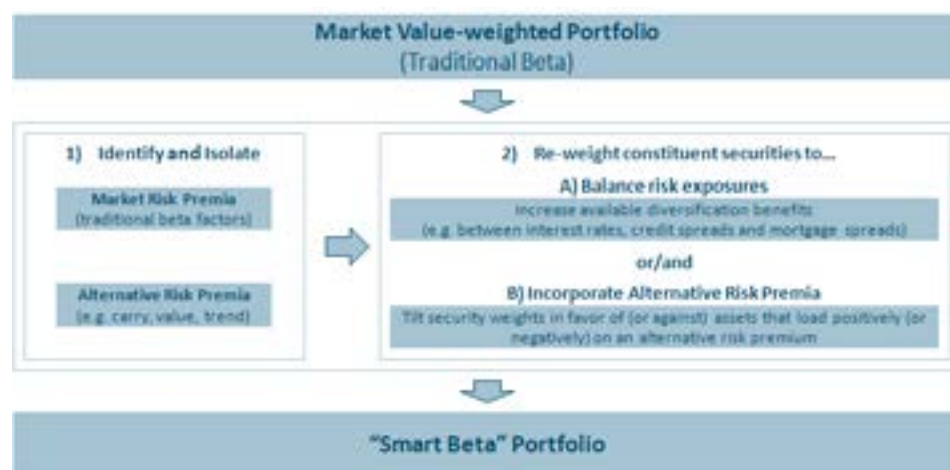 Market Value-weighted Portfolio
(Traditional Beta)
1) Identify and Isolate
Market Risk Premia
(traditional beta factors)
Alternative Risk Premia
(e.g. carry, value, trend)
2) Re-weight constituent securities to...
A) Balance risk exposures
Increase available diversification benefits
(e.g. between interest rates, credit spreads and mortgage spreads)
or/and
B) Incorporate Alternative Risk Premia
Tilt security weights in favor of (or against) assets that load positively (or
negatively) on an alternative risk premium
“Smart Beta” Portfolio